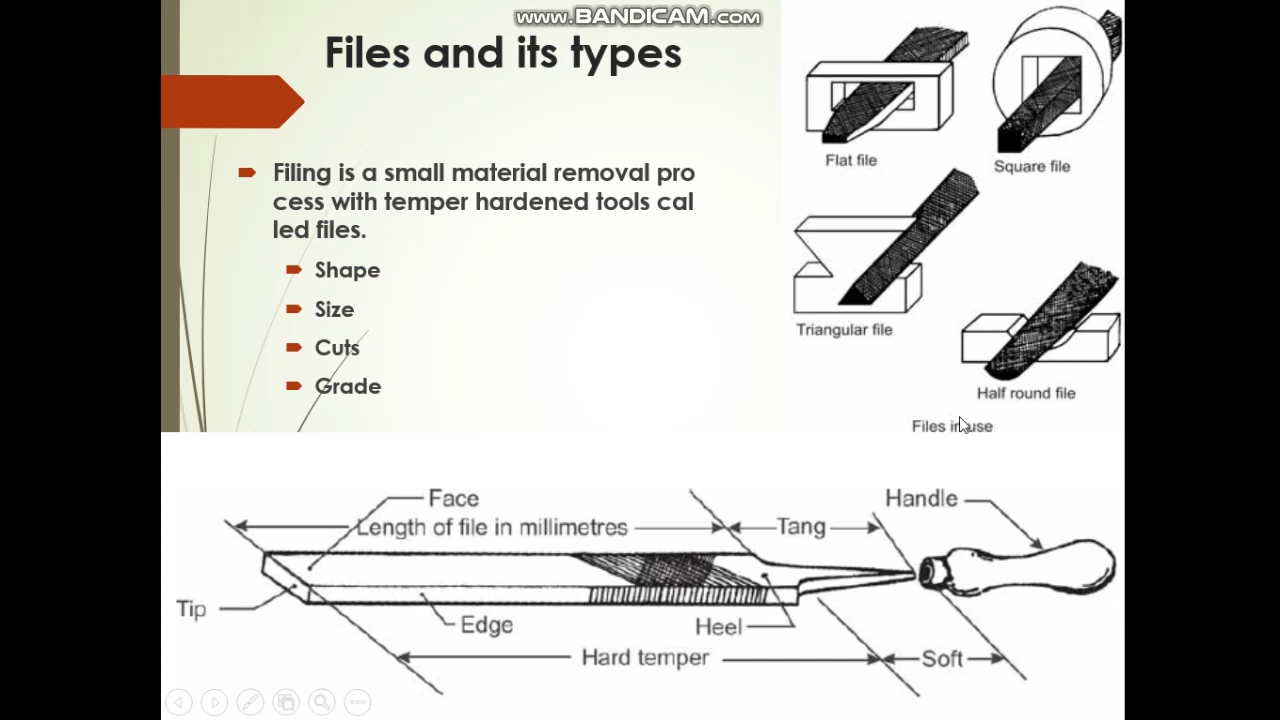 www.BANDICAM.com
Files and its types
Filing is a small material removal pro
cess with temper hardened tools cal
led files.
Shape
Size
Cuts
Grade
Flat file
Square file
Triangular file
Half round file
Files in use
Face
Handle
Length of file in millimetres
Tang
Tip
Edge
Heel
Hard temper
Soft